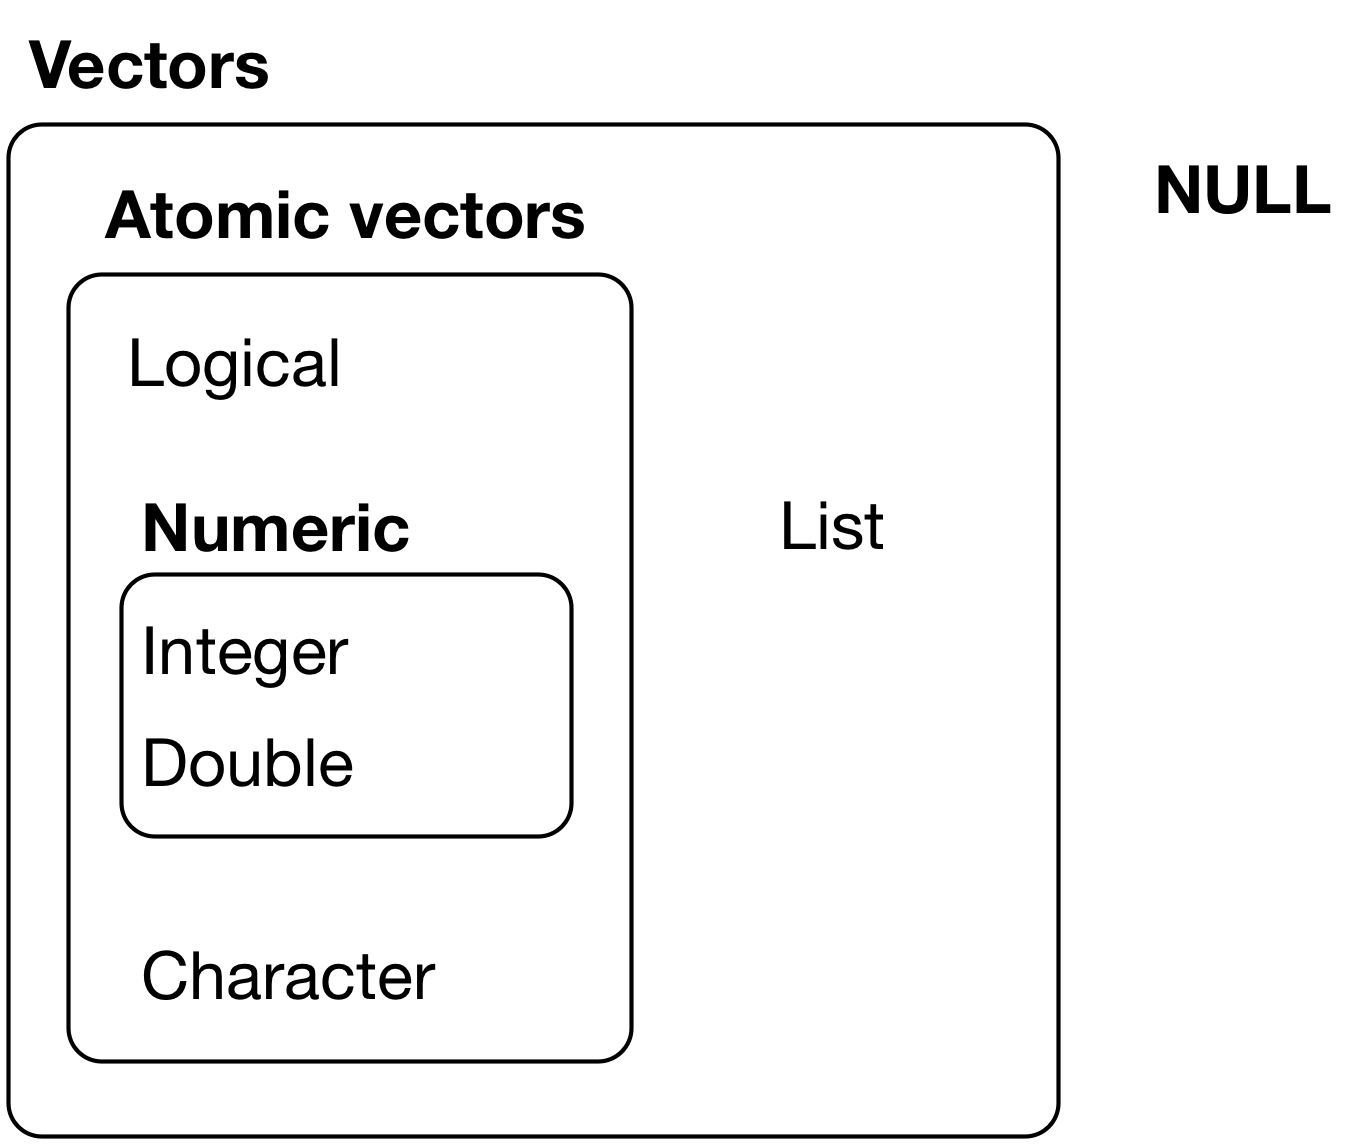 Vectors
NULL
Atomic vectors
Logical
Numeric
List
Integer
Double
Character